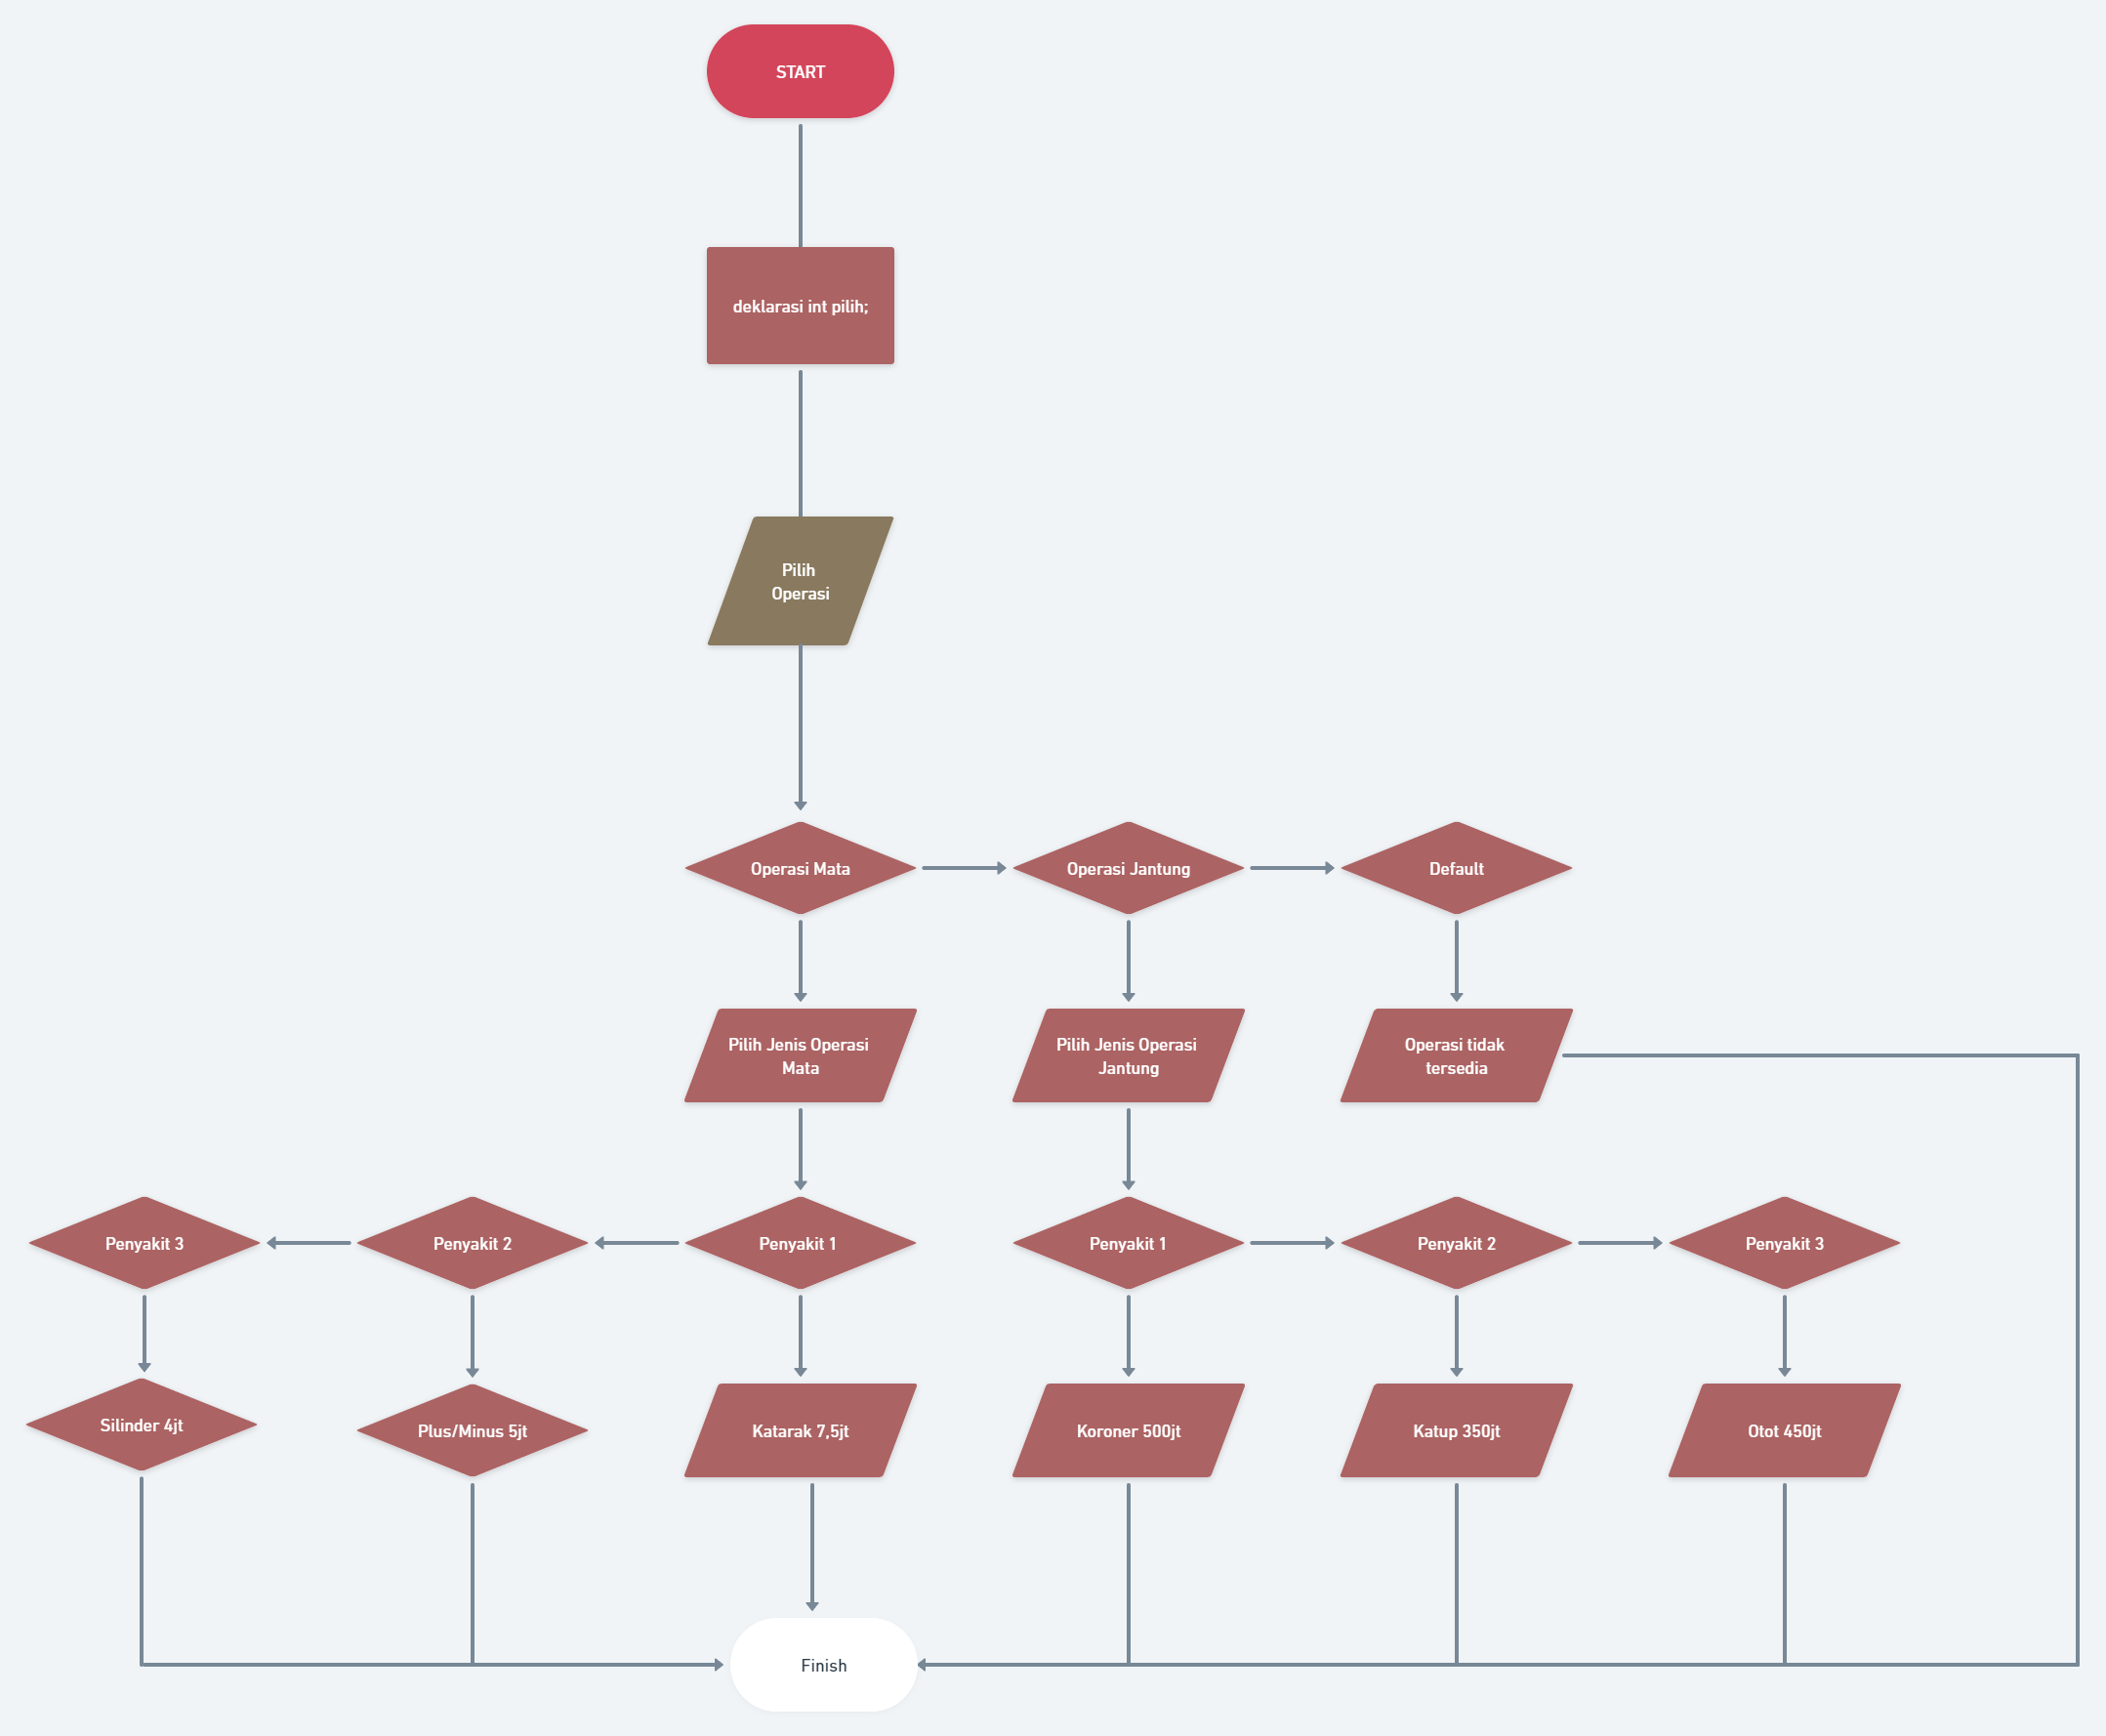 START
deklarasi int pilih;
Pilih
Operasi
Operasi Mata
Operasi Jantung
Default
Pilih Jenis Operasi
Mata
Pilih Jenis Operasi
Jantung
Operasi tidak
tersedia
Penyakit 3
Penyakit 2
Penyakit 1
Penyakit 1
Penyakit 2
Penyakit 3
Silinder 4jt
Plus/Minus 5jt
Katarak 7,5jt
Koroner 500jt
Katup 350jt
Otot 450jt
Finish